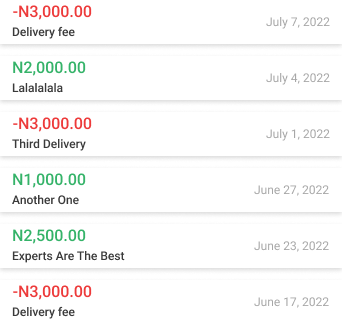 -N3,000.00
July 7, 2022
Delivery fee
N2,000.00
July 4, 2022
Lalalalala
-N3,000.00
July 1, 2022
Third Delivery
N1,000.00
June 27, 2022
Another One
N2,500.00
June 23, 2022
Experts Are The Best
-N3,000.00
June 17, 2022
Delivery fee